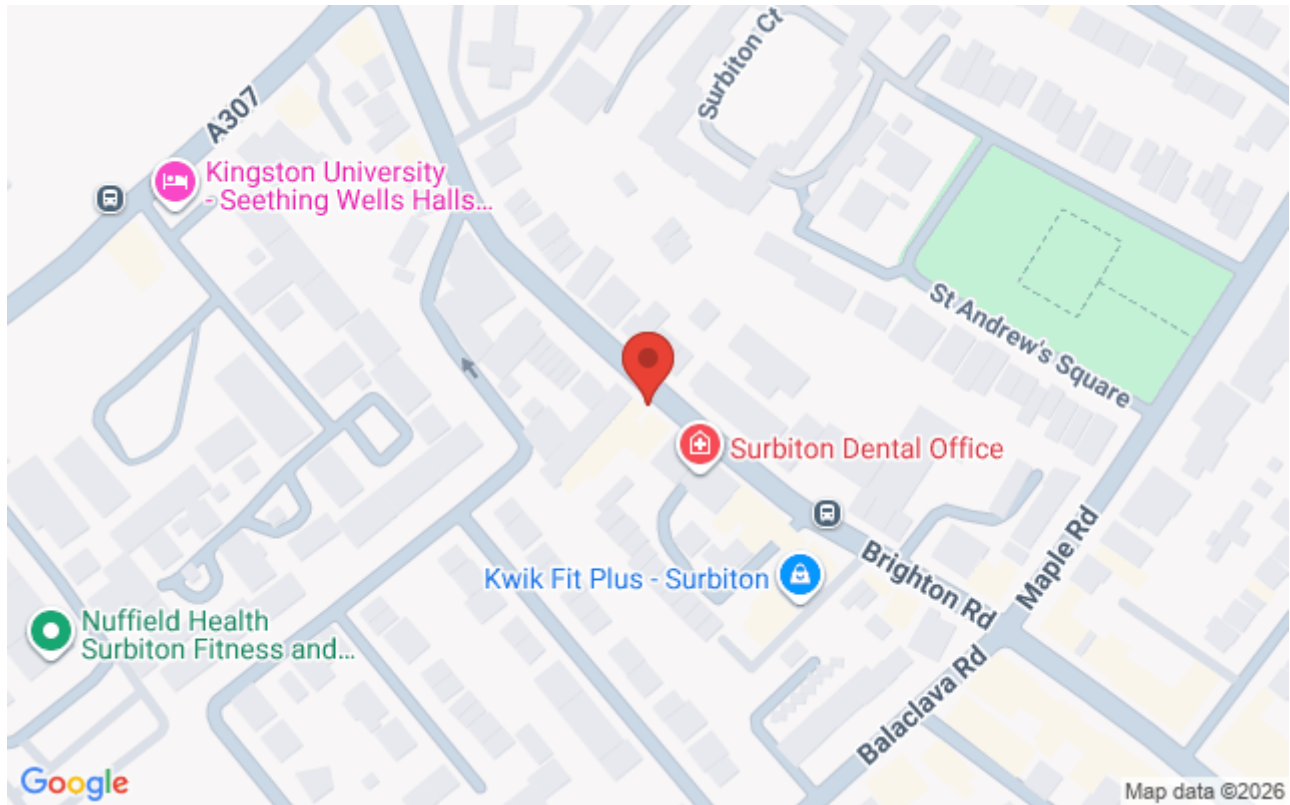 Surbiton Ct
A307
Kingston University
- Seething Wells Halls...
St Andrew's Square
Surbiton Dental Office
Maple Rd
Brighton Rd
Kwik Fit Plus - Surbiton
Nuffield Health
Surbiton Fitness and...
Balaclava Rd
Google
Map data ©2026